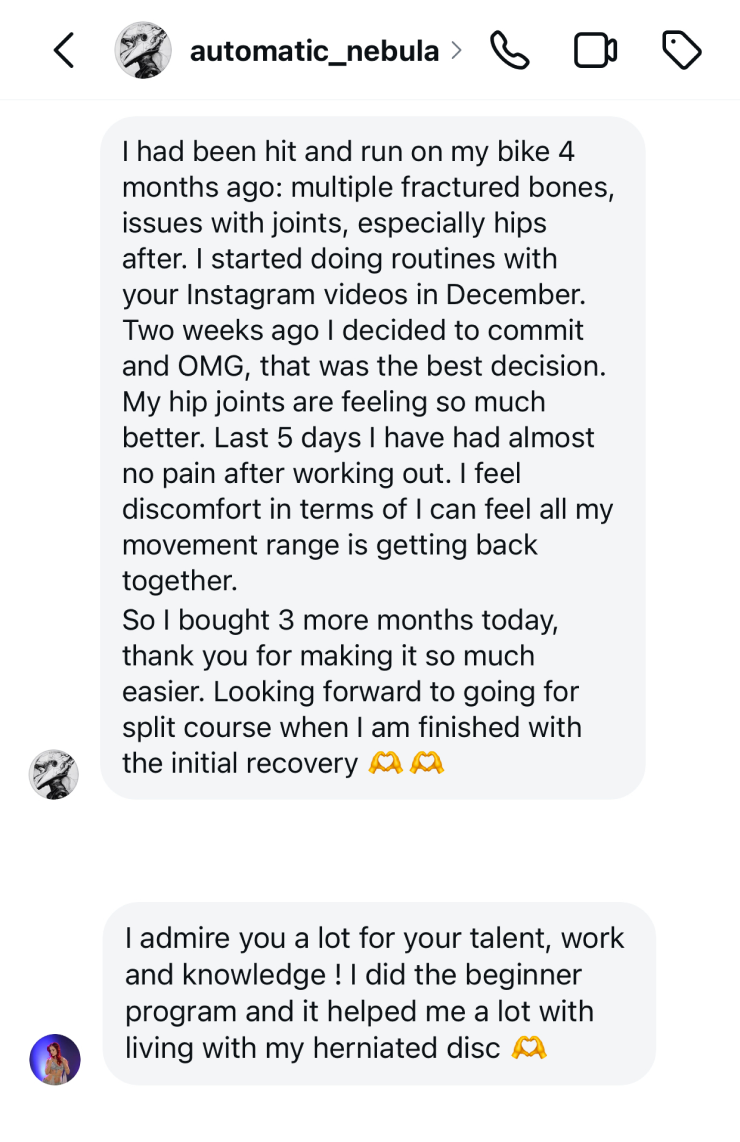 automatic_nebula
I had been hit and run on my bike 4
months ago: multiple fractured bones,
issues with joints, especially hips
after. I started doing routines with
your Instagram videos in December.
Two weeks ago I decided to commit
and OMG, that was the best decision.
My hip joints are feeling so much
better. Last 5 days I have had almost
no pain after working out. I feel
discomfort in terms of I can feel all my
movement range is getting back
together.
So I bought 3 more months today,
thank you for making it so much
easier. Looking forward to going for
split course when I am finished with
the initial recovery 🫶 🫶
I admire you a lot for your talent, work
and knowledge ! I did the beginner
program and it helped me a lot with
living with my herniated disc 🫶